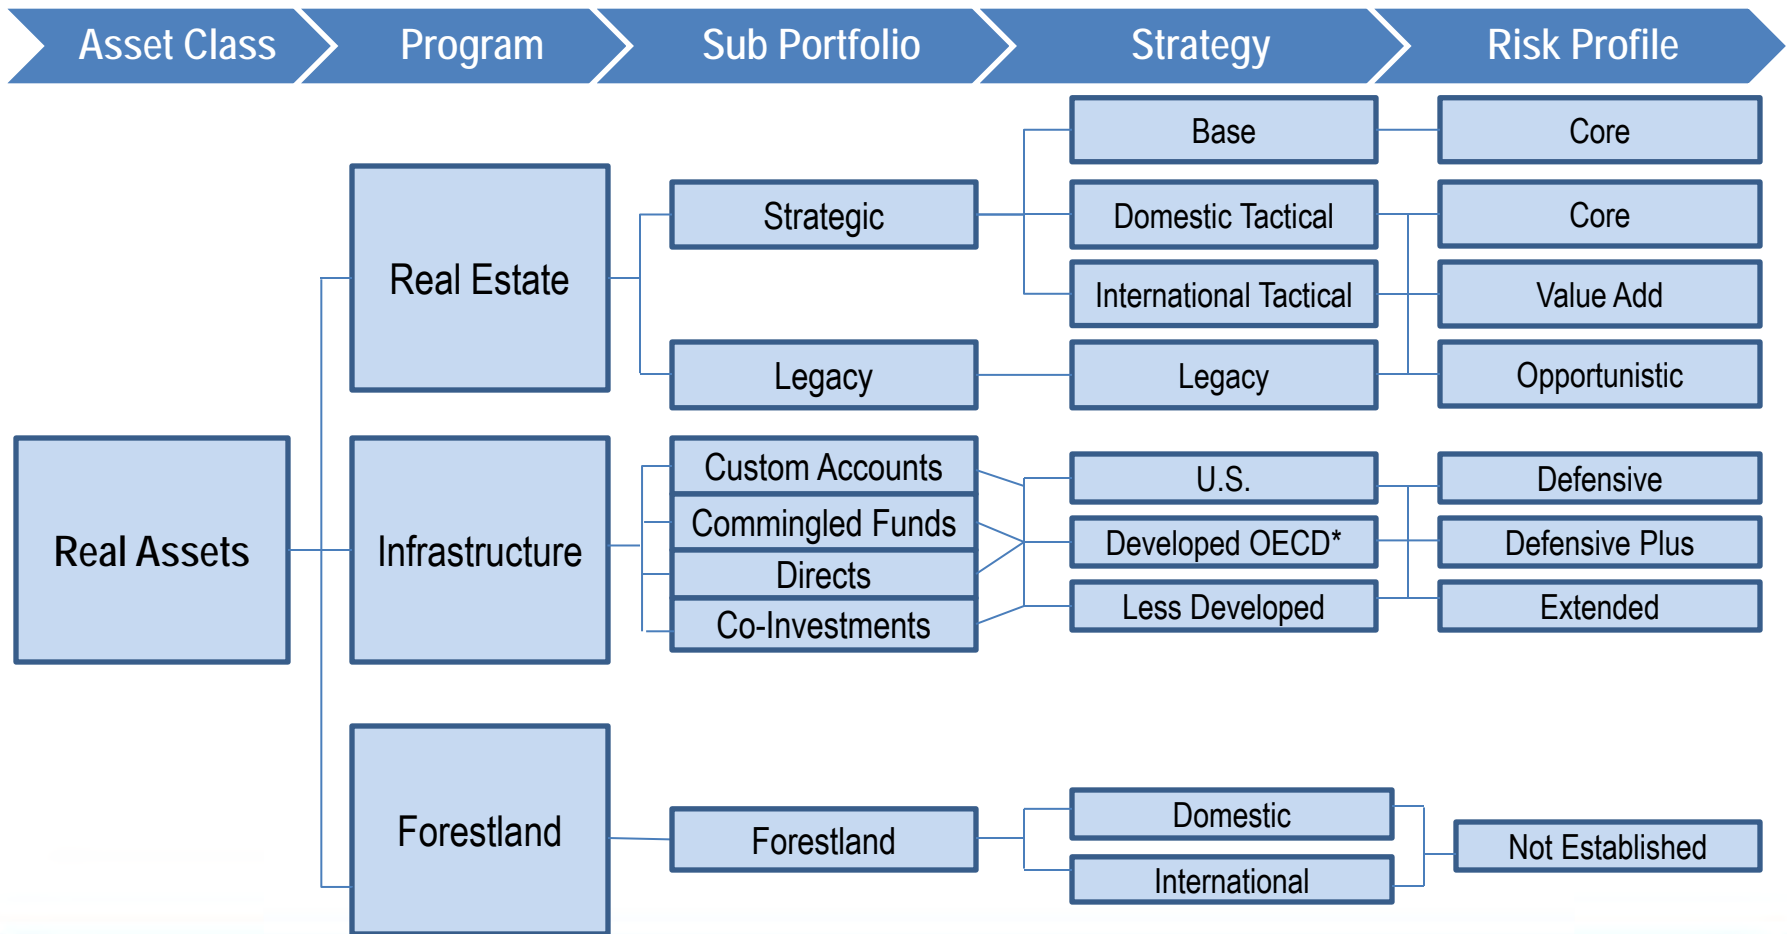 Asset Class
Program
Sub Portfolio
Strategy
Risk Profile
Base
Core
Strategic
Domestic Tactical
Core
Real Estate
International Tactical
Value Add
Legacy
Legacy
Opportunistic
Custom Accounts
U.S.
Defensive
Commingled Funds
Real Assets
Infrastructure
Developed OECD*
Defensive Plus
Directs
Less Developed
Extended
Co-Investments
Domestic
Forestland
Forestland
Not Established
International